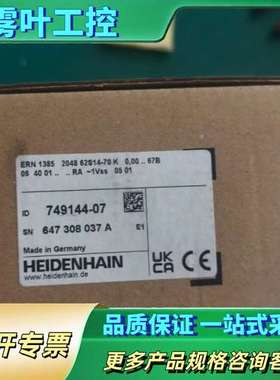 雾叶工控
ERN 1385 2048 62S14-70 K 0,00 .. 67B
05 40 01 .. .. RA ~1Vss 05 01
ID 749144-07
SN 647 308 037 A
E1
Made in Germany
HEIDENHAIN
UK
CA
www.heidenhain.de
品质保证 一站式采
开专票
更多产品规格咨询客